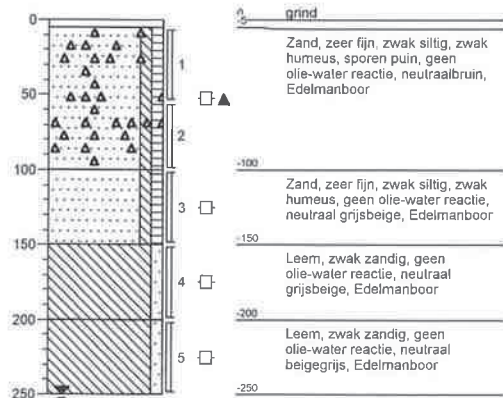 0
grind
-5
Zand, zeer fijn, zwak siltig, zwak
humeus, sporen puin, geen
olie-water reactie, neutraalbruin,
Edelmanboor
1
50
2
100
-100
Zand, zeer fijn, zwak siltig, zwak
humeus, geen olie-water reactie,
neutraal grijsbeige, Edelmanboor
3
150
-150
Leem, zwak zandig, geen
olie-water reactie, neutraal
grijsbeige, Edelmanboor
4
200
-200
Leem, zwak zandig, geen
olie-water reactie, neutraal
beigegrijs, Edelmanboor
5
250
-250